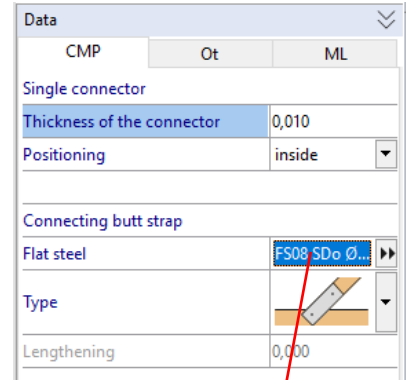 Data
CMP Ot ML
Single connector
Thickness of the connector 0,010
Positioning inside
Connecting butt strap
Flat steel FS08 SDo Ø...
Type
Lengthening 0,000